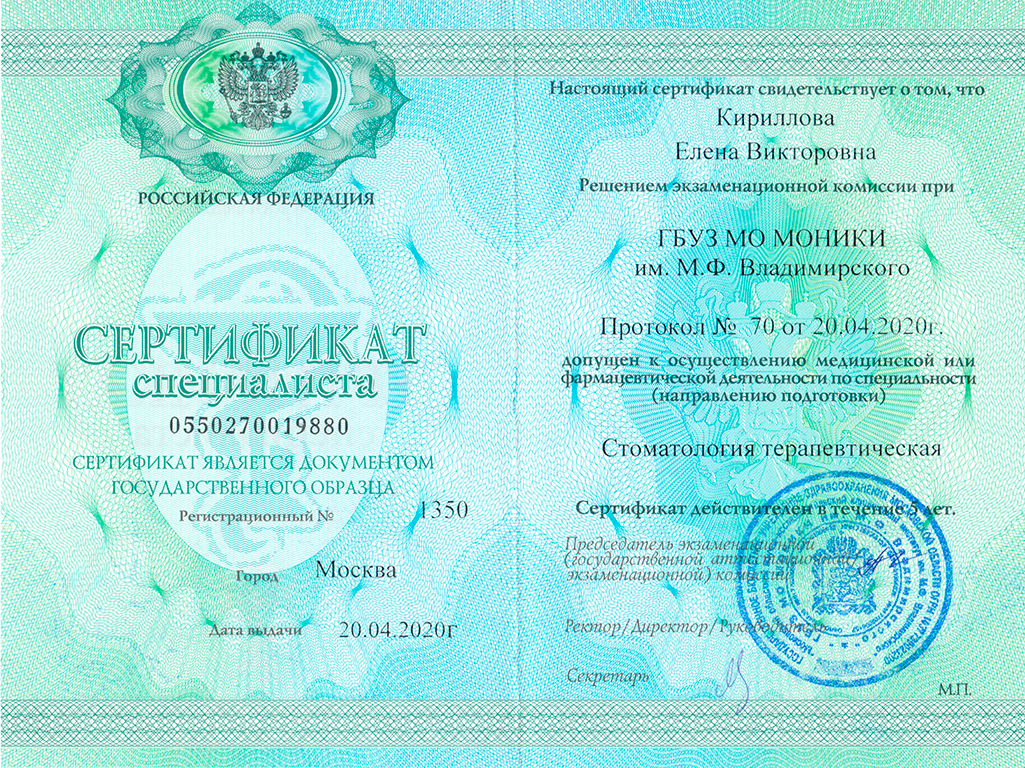 РОССИЙСКАЯ ФЕДЕРАЦИЯ
СЕРТИФИКАТ
специалиста
0550270019880
СЕРТИФИКАТ ЯВЛЯЕТСЯ ДОКУМЕНТОМ
ГОСУДАРСТВЕННОГО ОБРАЗЦА
Регистрационный № 1350
Город Москва
Дата выдачи 20.04.2020г
Настоящий сертификат свидетельствует о том, что
Кириллова
Елена Викторовна
Решением экзаменационной комиссии при
ГБУЗ МО МОНИКИ
им. М.Ф. Владимирского
Протокол № 70 от 20.04.2020г.
допущен к осуществлению медицинской или
фармацевтической деятельности по специальности
(направлению подготовки)
Стоматология терапевтическая
Сертификат действителен в течение 5 лет.
Председатель экзаменационной
(государственной аттестационной/
экзаменационной) комиссии
Ректор/Директор/Руководитель
Секретарь
М.П.